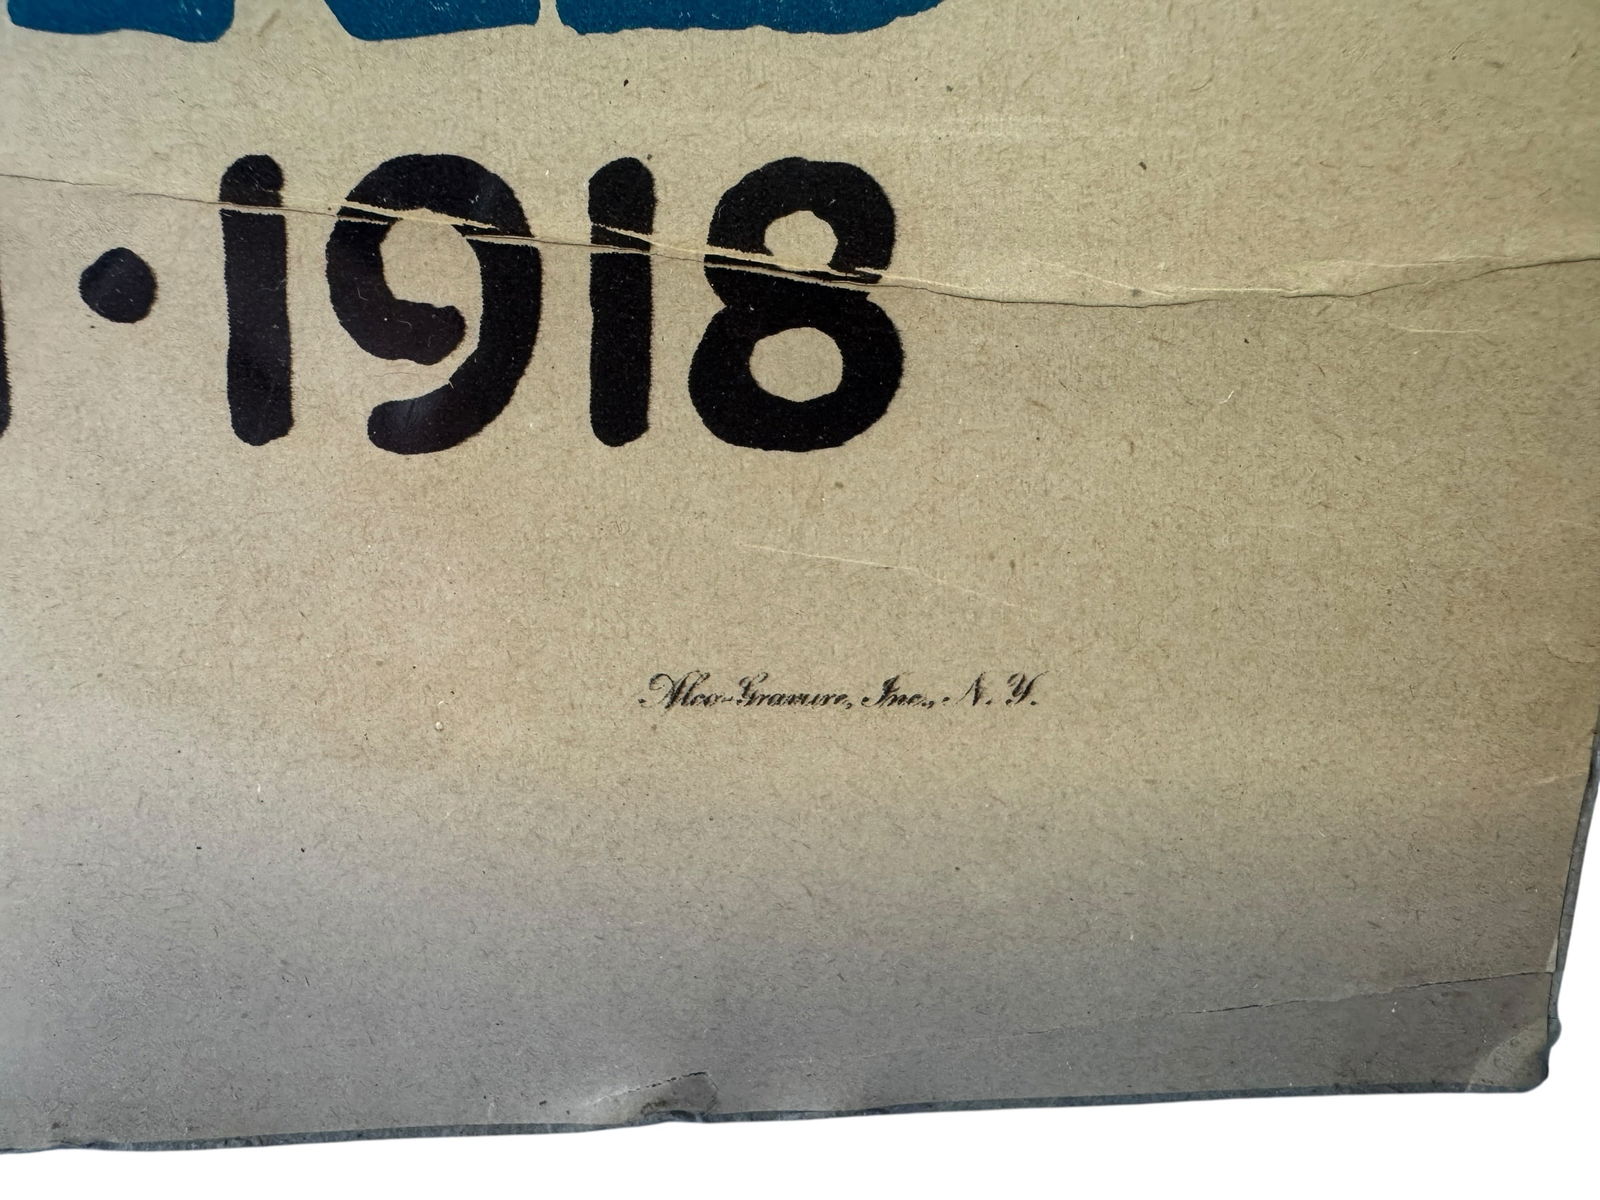 · 1918
Alco-Gravure, Inc., N. Y.